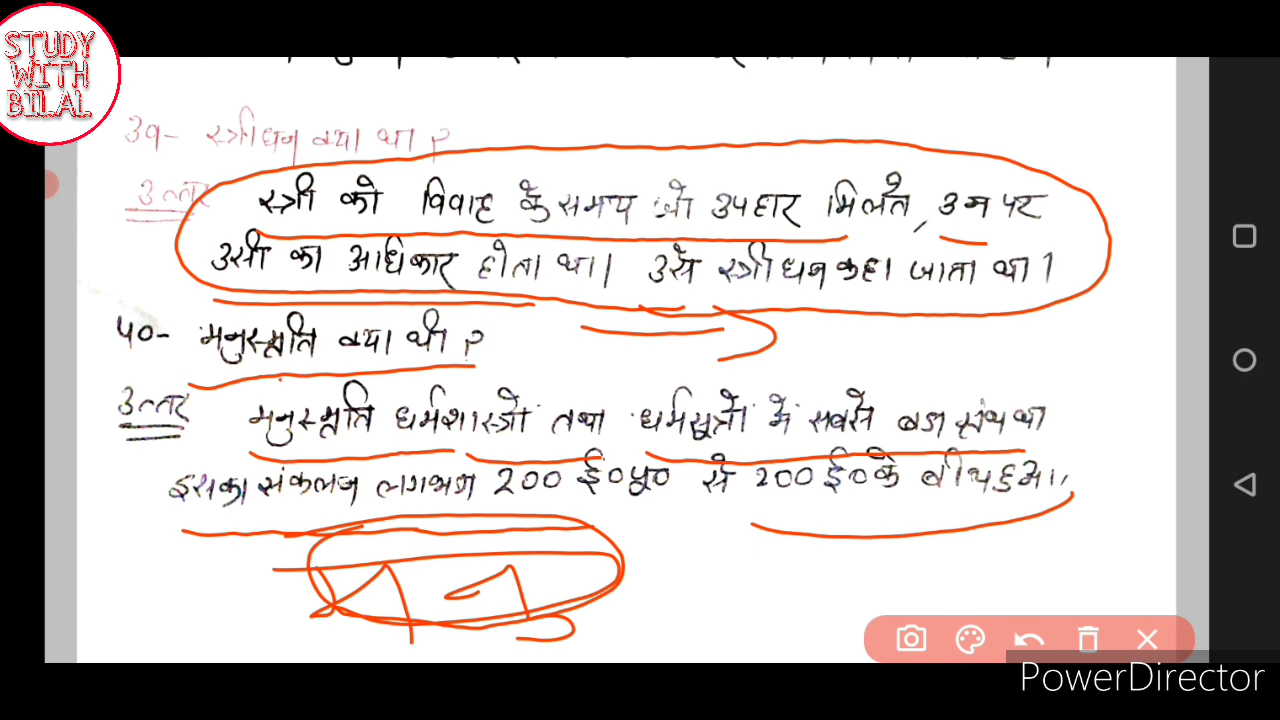 STUDY
WITH
BILAL
39- स्त्रीधन क्या था ?
उत्तर
स्त्री को विवाह के समय जो उपहार मिलते, उन पर
उसी का अधिकार होता था। उसे स्त्रीधन कहा जाता था।
40- मनुस्मृति क्या थी ?
उत्तर मनुस्मृति धर्मशास्त्रों तथा धर्मसूत्रों में सबसे बडा ग्रंथ था
इसका संकलन लगभग 200 ई०पू० से 200 ई० के बीच हुआ।,
मनु
PowerDirector